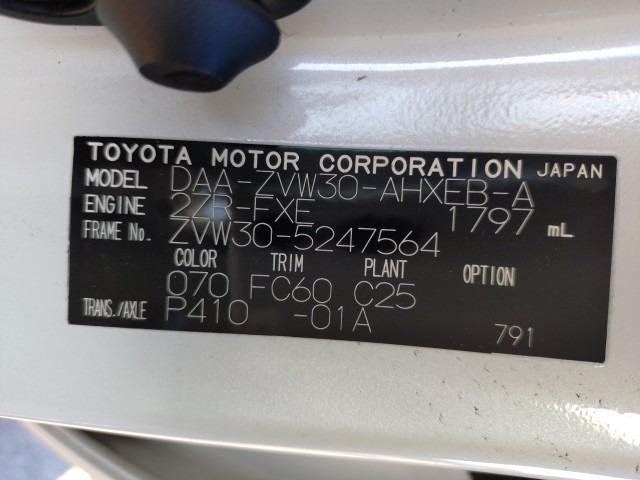 TOYOTA MOTOR CORPORATION JAPAN
MODEL DAA-ZVW30-AHXEB-A
ENGINE 2ZR-FXE 1797 mL
FRAME No. ZVW30-5247564
COLOR TRIM PLANT OPTION
070 FC60 C25
TRANS./AXLE P410 -01A 791